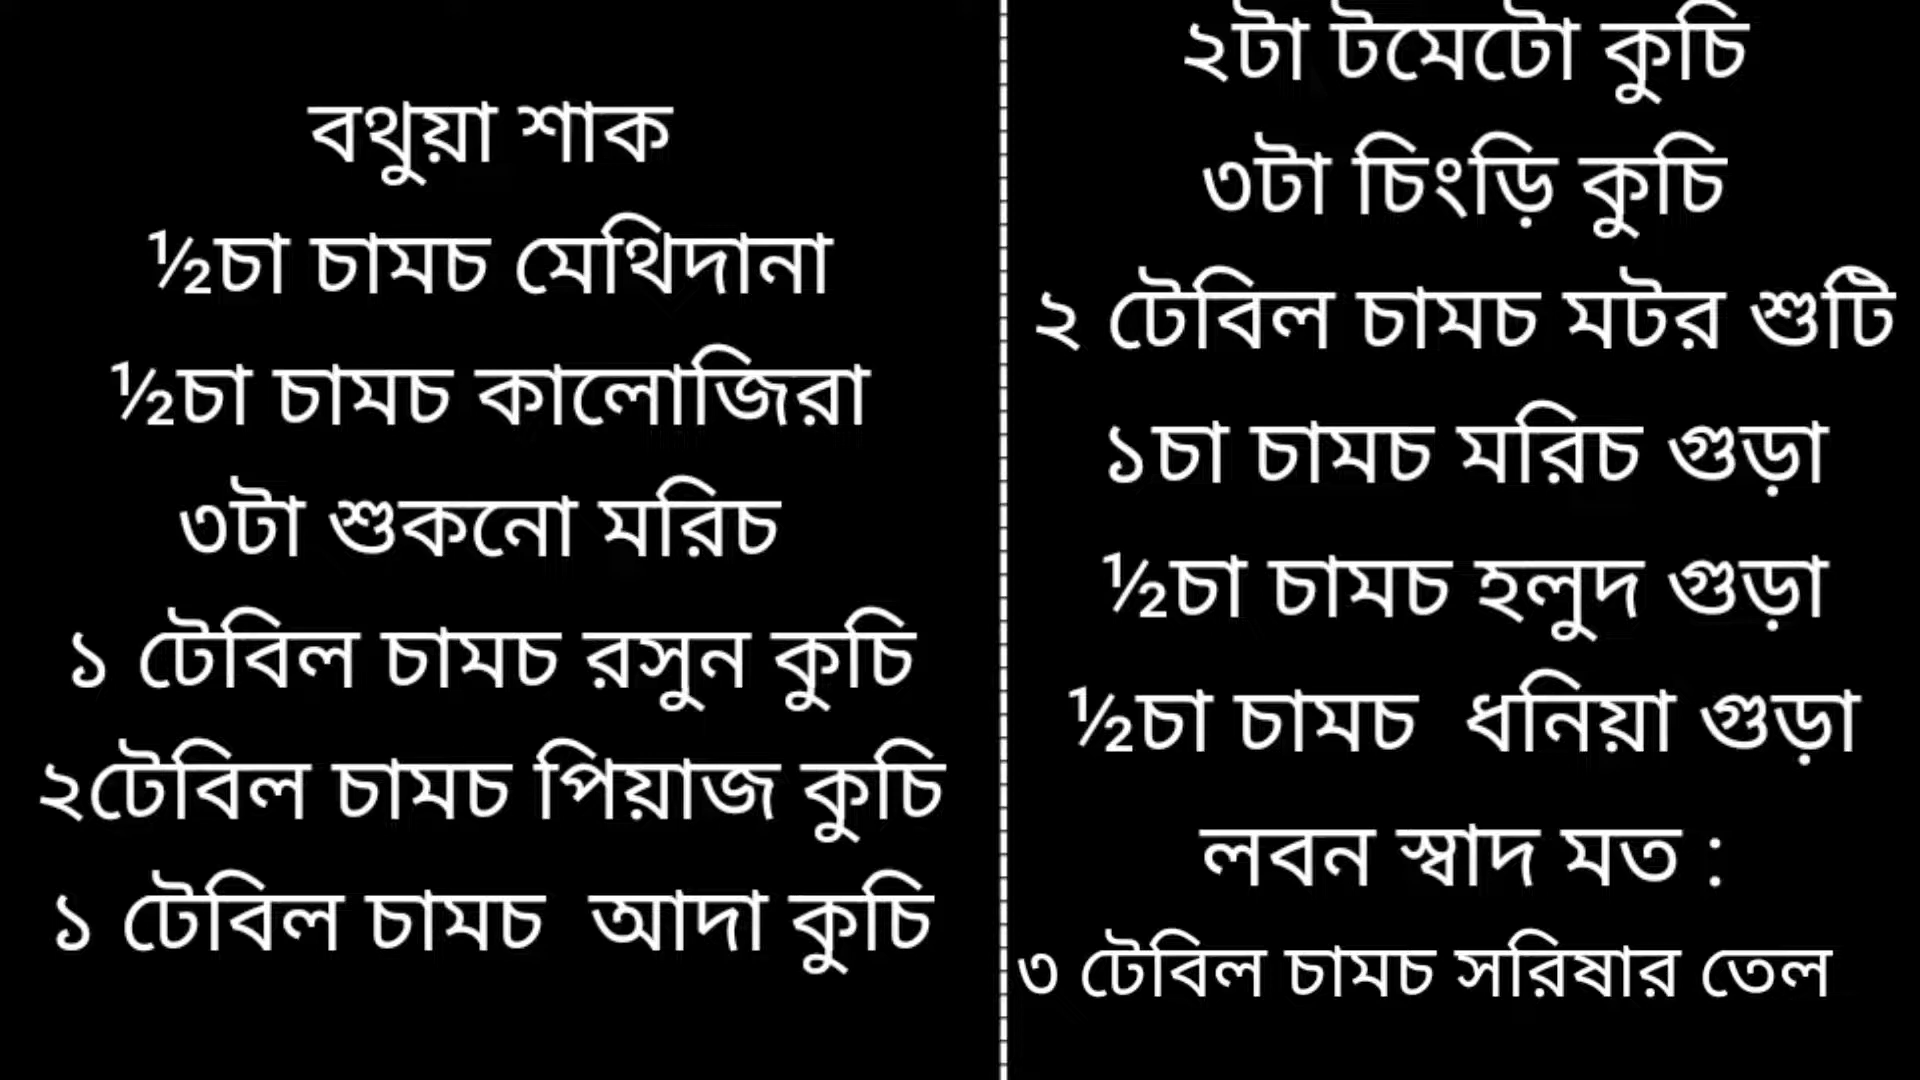 বথুয়া শাক
½চা চামচ মেথিদানা
½চা চামচ কালোজিরা
৩টা শুকনো মরিচ
১ টেবিল চামচ রসুন কুচি
২টেবিল চামচ পিয়াজ কুচি
১ টেবিল চামচ  আদা কুচি
২টা টমেটো কুচি
৩টা চিংড়ি কুচি
২ টেবিল চামচ মটর শুটি
১চা চামচ মরিচ গুড়া
½চা চামচ হলুদ গুড়া
½চা চামচ  ধনিয়া গুড়া
লবন স্বাদ মত :
৩ টেবিল চামচ সরিষার তেল